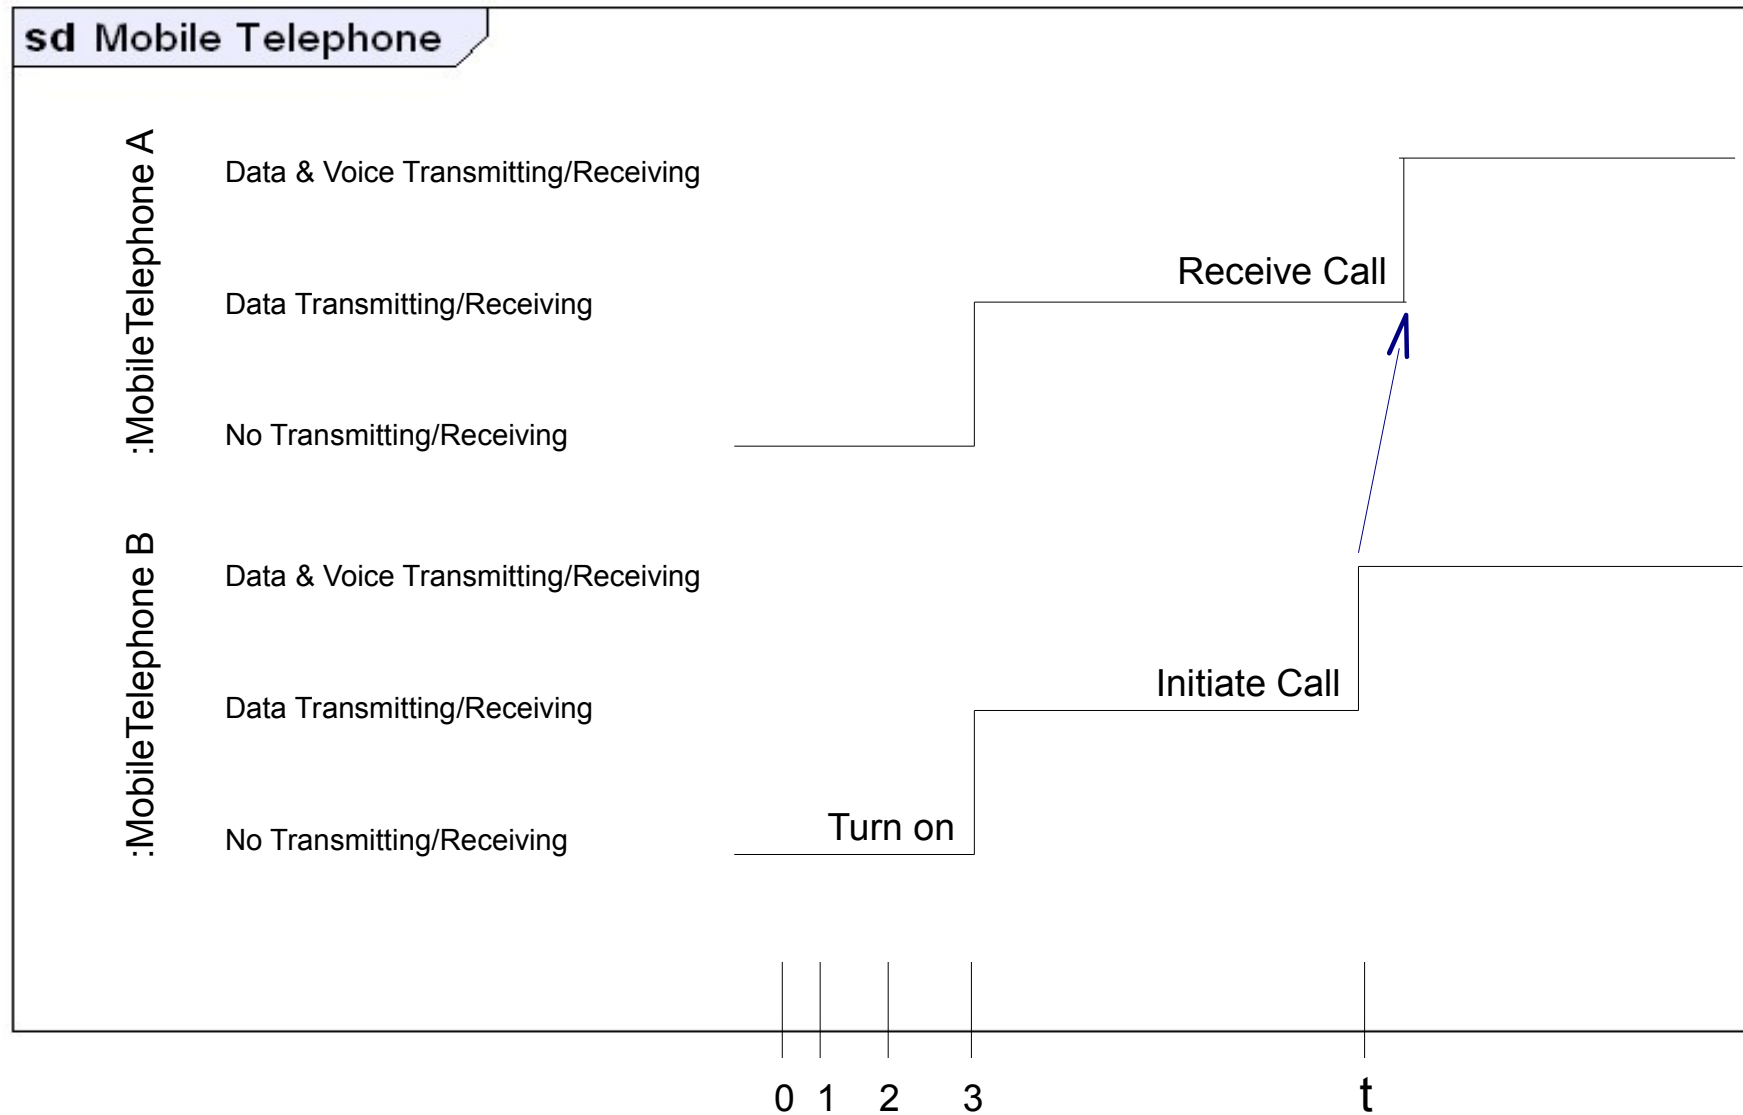 sd Mobile Telephone
:MobileTelephone A
Data & Voice Transmitting/Receiving
Receive Call
Data Transmitting/Receiving
No Transmitting/Receiving
:MobileTelephone B
Data & Voice Transmitting/Receiving
Initiate Call
Data Transmitting/Receiving
Turn on
No Transmitting/Receiving
0 1 2 3 t